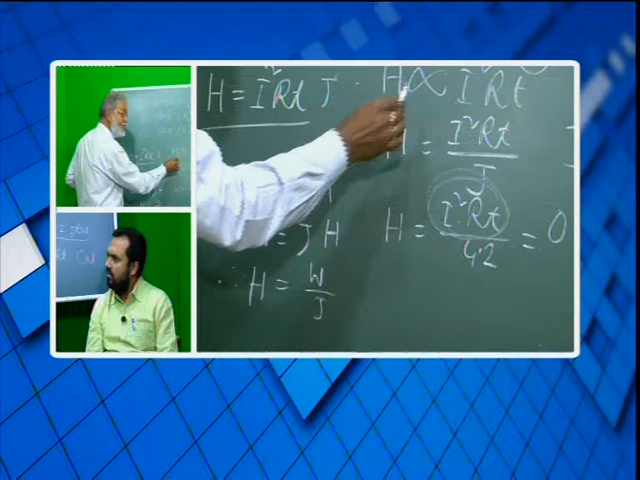 H = I²Rt J
H ∝ I²Rt
H = I²Rt / J
= J H
H = I²Rt / 4.2 = 0
∴ H = W / J